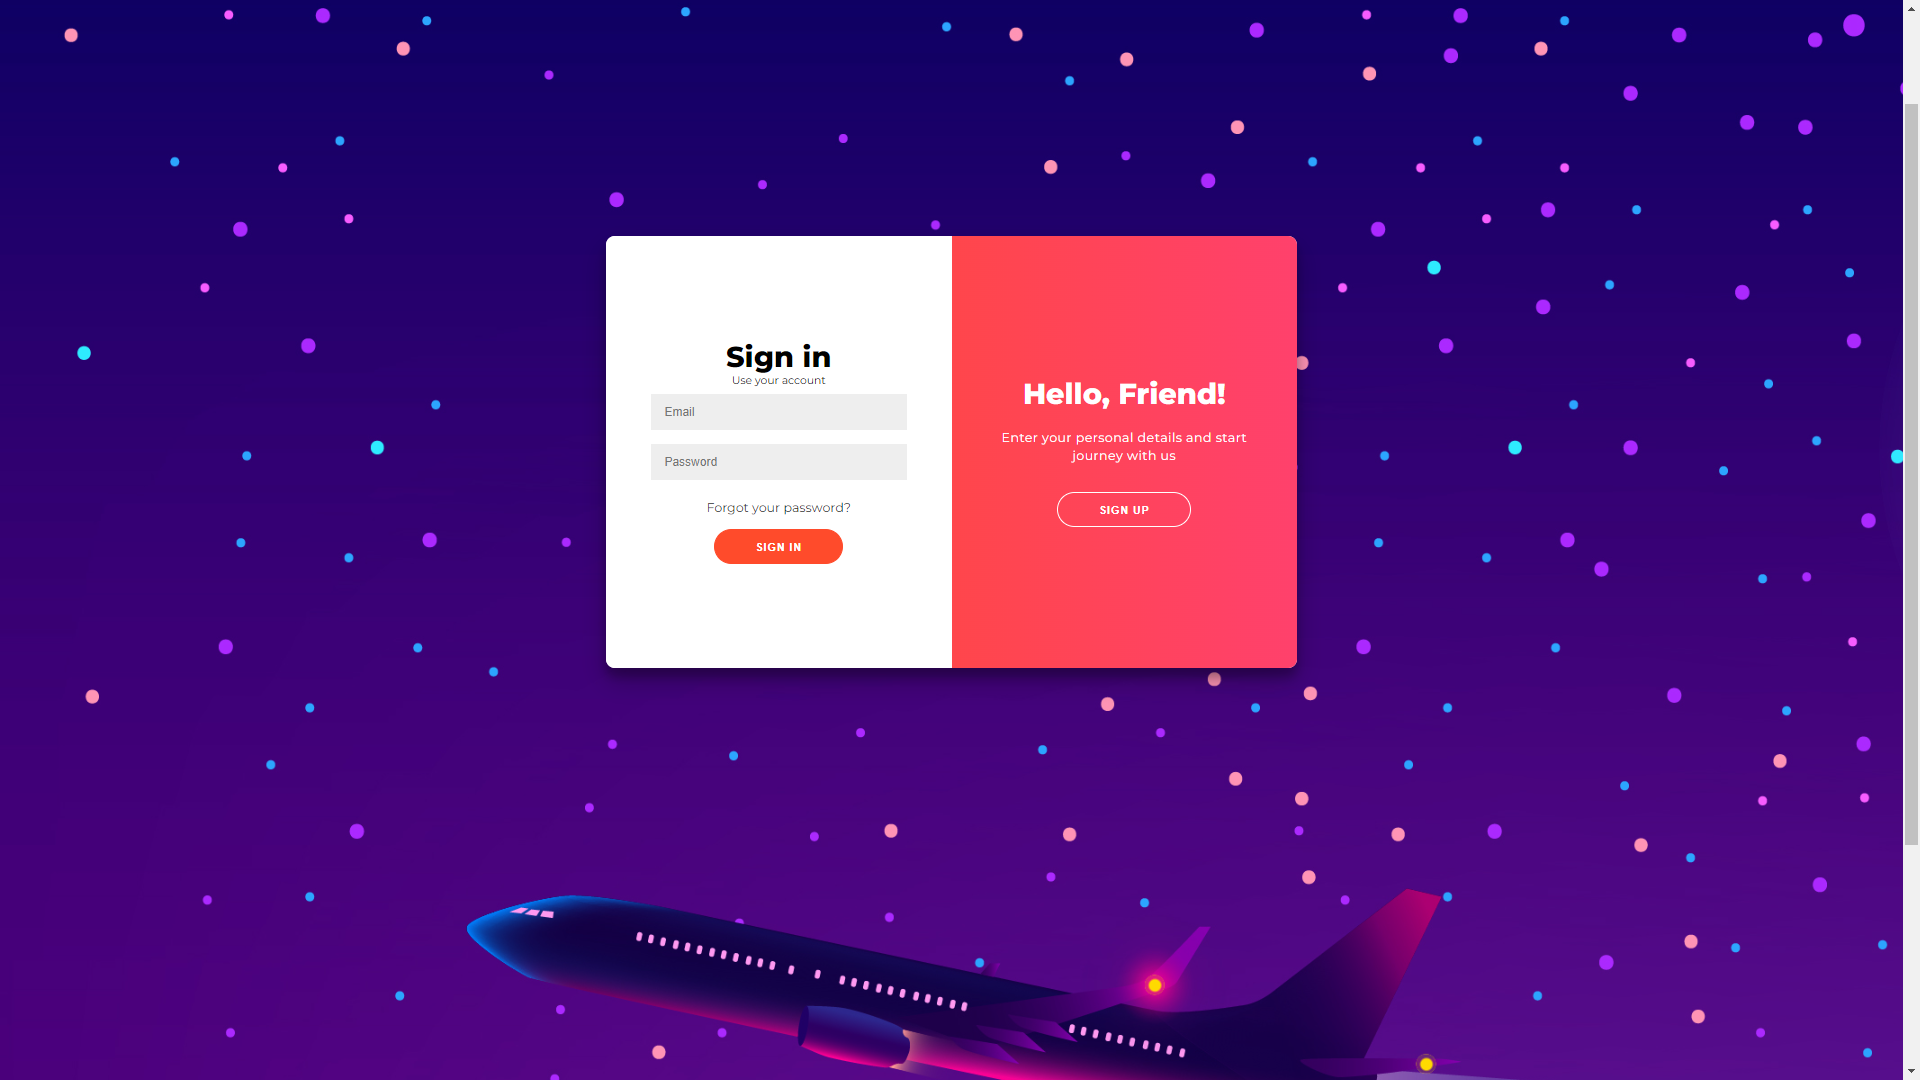 Sign in
Use your account
Email
Password
Forgot your password?
SIGN IN
Hello, Friend!
Enter your personal details and start
journey with us
SIGN UP